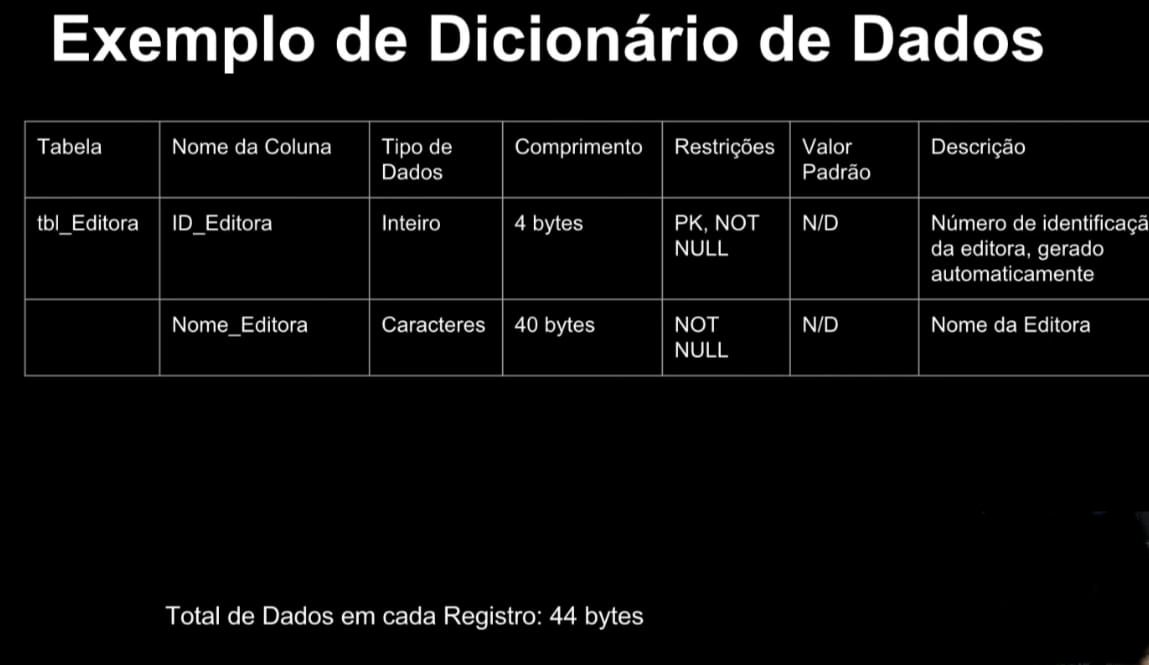 Exemplo de Dicionário de Dados
Tabela
Nome da Coluna
Tipo de
Dados
Comprimento
Restrições
Valor
Padrão
Descrição
tbl_Editora
ID_Editora
Inteiro
4 bytes
PK, NOT
NULL
N/D
Número de identificaçã
da editora, gerado
automaticamente
Nome_Editora
Caracteres
40 bytes
NOT
NULL
N/D
Nome da Editora
Total de Dados em cada Registro: 44 bytes